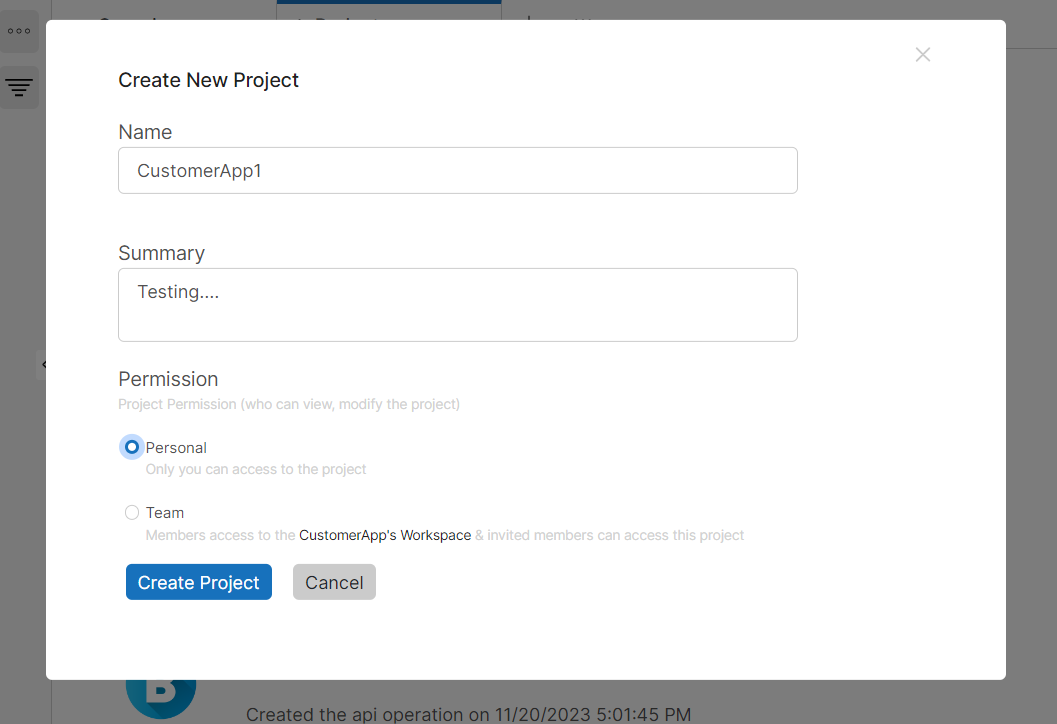 Create New Project
Name
CustomerApp1
Summary
Testing....
Permission
Project Permission (who can view, modify the project)
Personal
Only you can access to the project
Team
Members access to the CustomerApp's Workspace & invited members can access this project
Create Project
Cancel
B
Created the api operation on 11/20/2023 5:01:45 PM